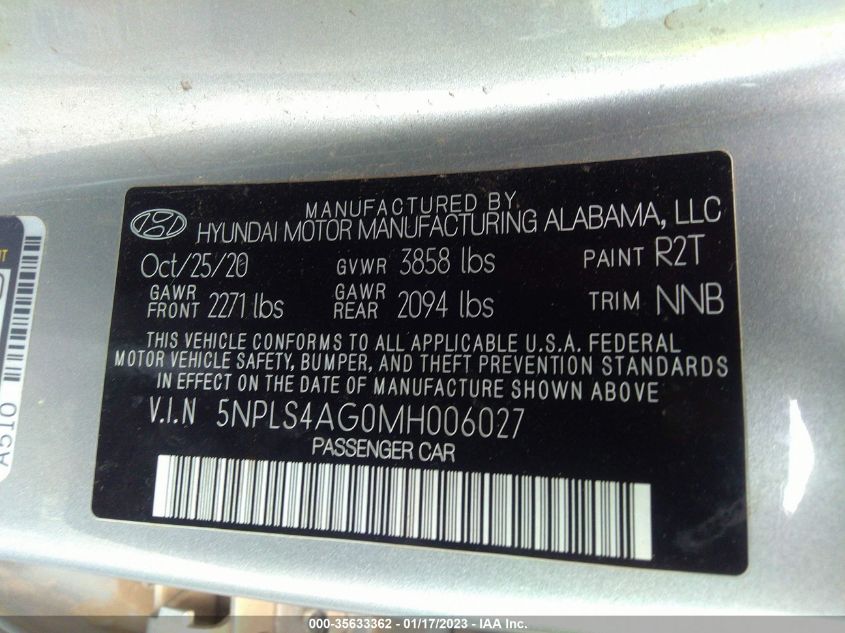 MANUFACTURED BY
HYUNDAI MOTOR MANUFACTURING ALABAMA, LLC
Oct/25/20 GVWR 3858 lbs PAINT R2T
GAWR FRONT 2271 lbs GAWR REAR 2094 lbs TRIM NNB
THIS VEHICLE CONFORMS TO ALL APPLICABLE U.S.A. FEDERAL
MOTOR VEHICLE SAFETY, BUMPER, AND THEFT PREVENTION STANDARDS
IN EFFECT ON THE DATE OF MANUFACTURE SHOWN ABOVE
V.I.N 5NPLS4AG0MH006027
PASSENGER CAR
A510
000-35633362 - 01/17/2023 - IAA Inc.